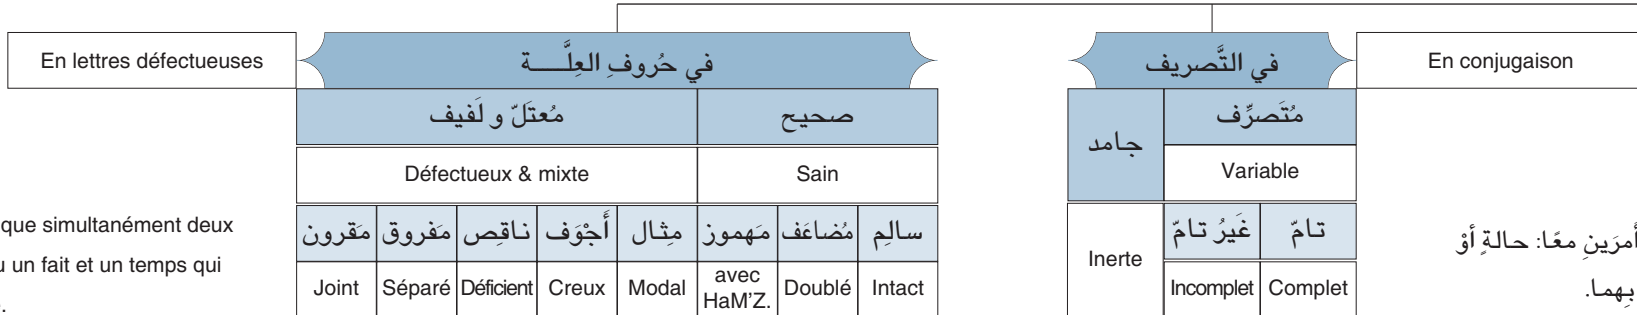 En lettres défectueuses
في حُروفِ العِلَّــــة
في التَّصريف
En conjugaison
مُعتَلّ و لَفيف
صحيح
جامد
مُتَصرِّف
Défectueux & mixte
Sain
Variable
que simultanément deux
u un fait et un temps qui
.
مَقرون
مَفروق
ناقِص
أَجْوَف
مِثال
مَهموز
مُضاعَف
سالِم
Joint
Séparé
Déficient
Creux
Modal
avec
HaM'Z.
Doublé
Intact
Inerte
غَيرُ تامّ
تامّ
Incomplet
Complet
أَمرَينِ معًا: حالةٍ أوْ
بِهِما.